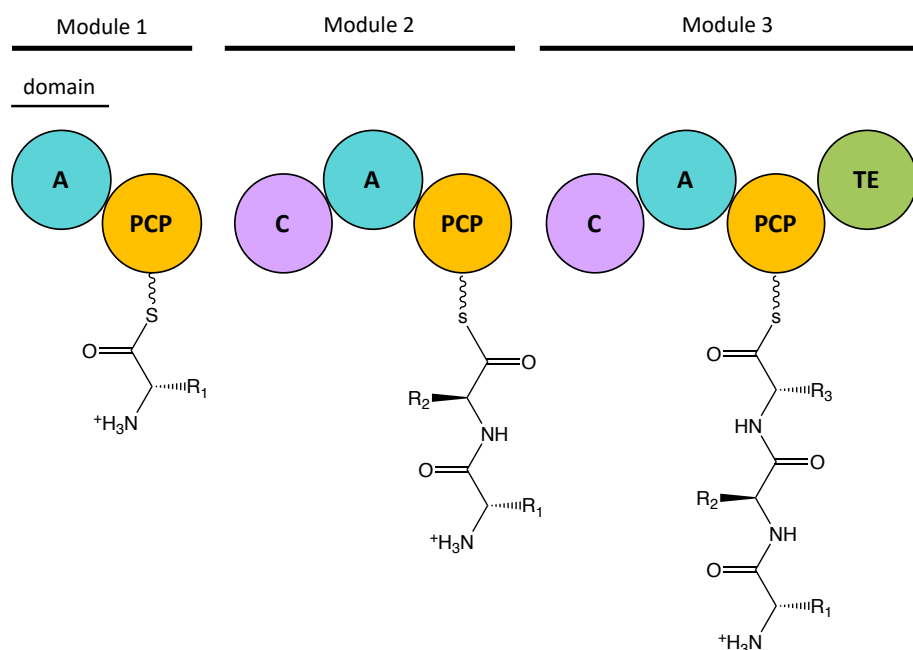 Module 1
Module 2
Module 3
domain
A
PCP
C
A
PCP
C
A
PCP
TE
S
O
R₁
⁺H₃N
s
O
R₂
NH
O
R₁
⁺H₃N
s
O
R₃
HN
O
R₂
NH
O
R₁
⁺H₃N